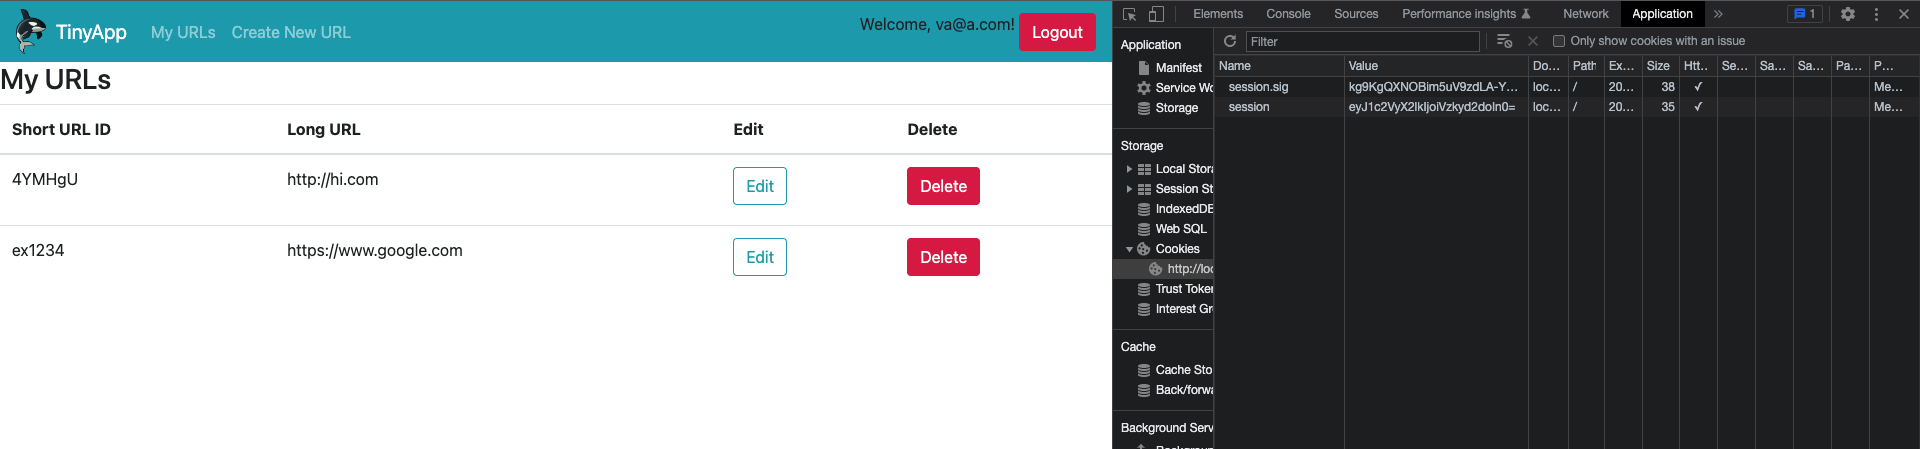 TinyApp My URLs Create New URL Welcome, va@a.com! Logout
My URLs
Short URL ID Long URL Edit Delete
4YMHgU http://hi.com Edit Delete
ex1234 https://www.google.com Edit Delete
Elements Console Sources Performance insights Network Application » 1
Application
Manifest
Service Wo
Storage
Storage
Local Stora
Session St
IndexedDB
Web SQL
Cookies
http://loc
Trust Token
Interest Gr
Cache
Cache Sto
Back/forwa
Background Serv
Filter Only show cookies with an issue
Name Value Do... Path Ex... Size Htt.. Se... Sa... Sa... Pa... P...
session.sig kg9KgQXNOBim5uV9zdLA-Y... loc... / 20... 38 ✓ Me...
session loc... / 20... 35 ✓ Me...